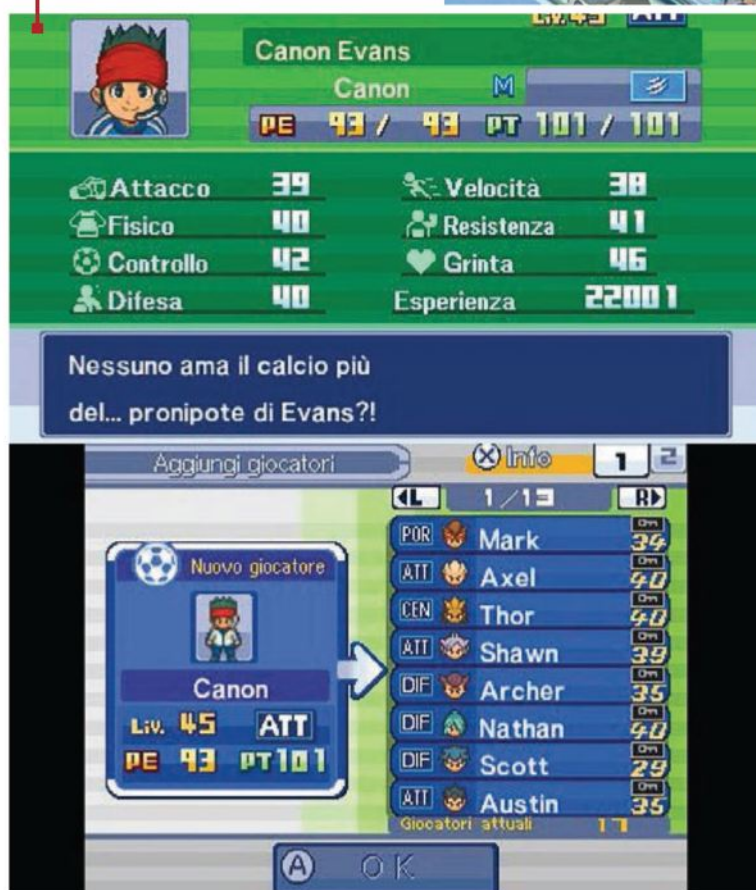 Liv. 45 ATT
Canon Evans
Canon M
PE 93 / 93 PT 101 / 101
Attacco 39 Velocità 38
Fisico 40 Resistenza 41
Controllo 42 Grinta 46
Difesa 40 Esperienza 22001
Nessuno ama il calcio più
del... pronipote di Evans?!
Aggiungi giocatori X Info 1 2
L 1/13 R
Nuovo giocatore
Canon
Liv. 45 ATT
PE 93 PT 101
POR Mark 34
ATT Axel 40
CEN Thor 40
ATT Shawn 39
DIF Archer 35
DIF Nathan 40
DIF Scott 29
ATT Austin 35
Giocatori attuali 17
A OK